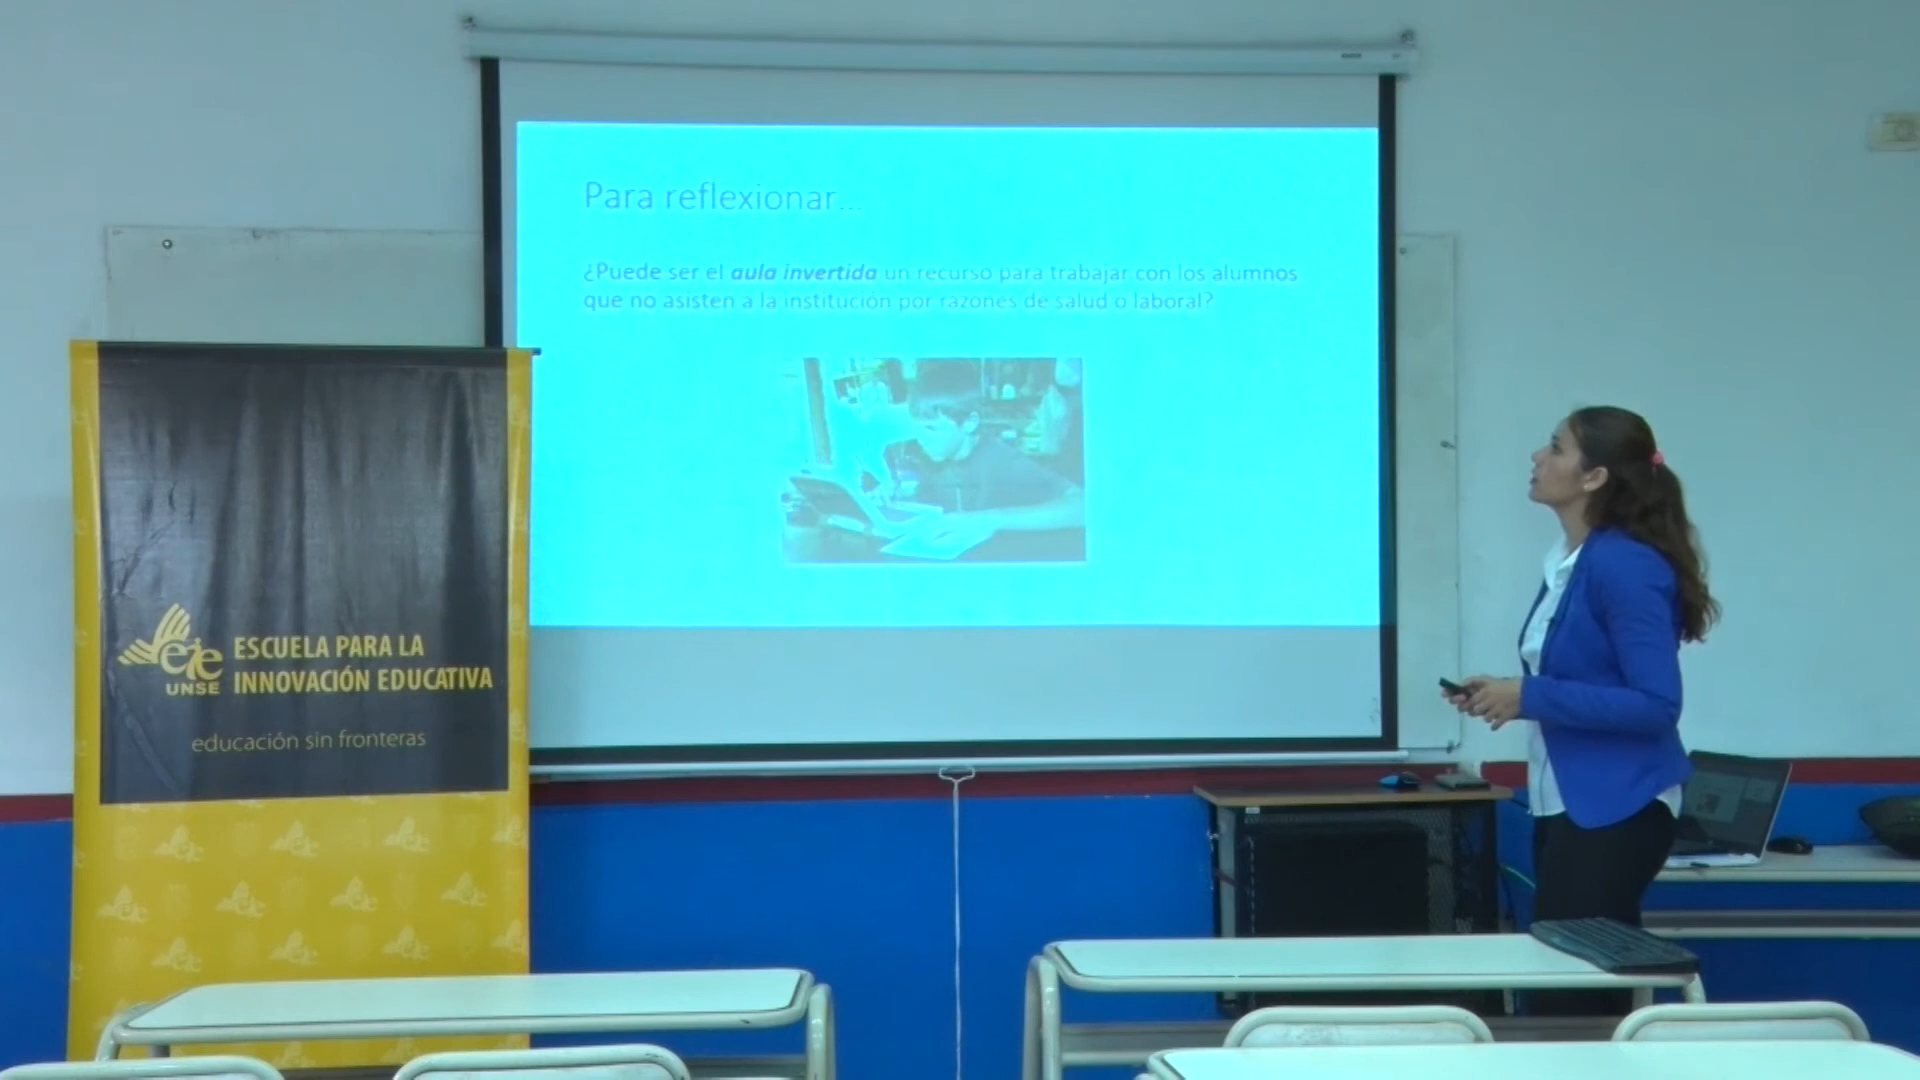 Para reflexionar...
¿Puede ser el aula invertida un recurso para trabajar con los alumnos
que no asisten a la institución por razones de salud o laboral?
eie
UNSE
ESCUELA PARA LA
INNOVACIÓN EDUCATIVA
educación sin fronteras